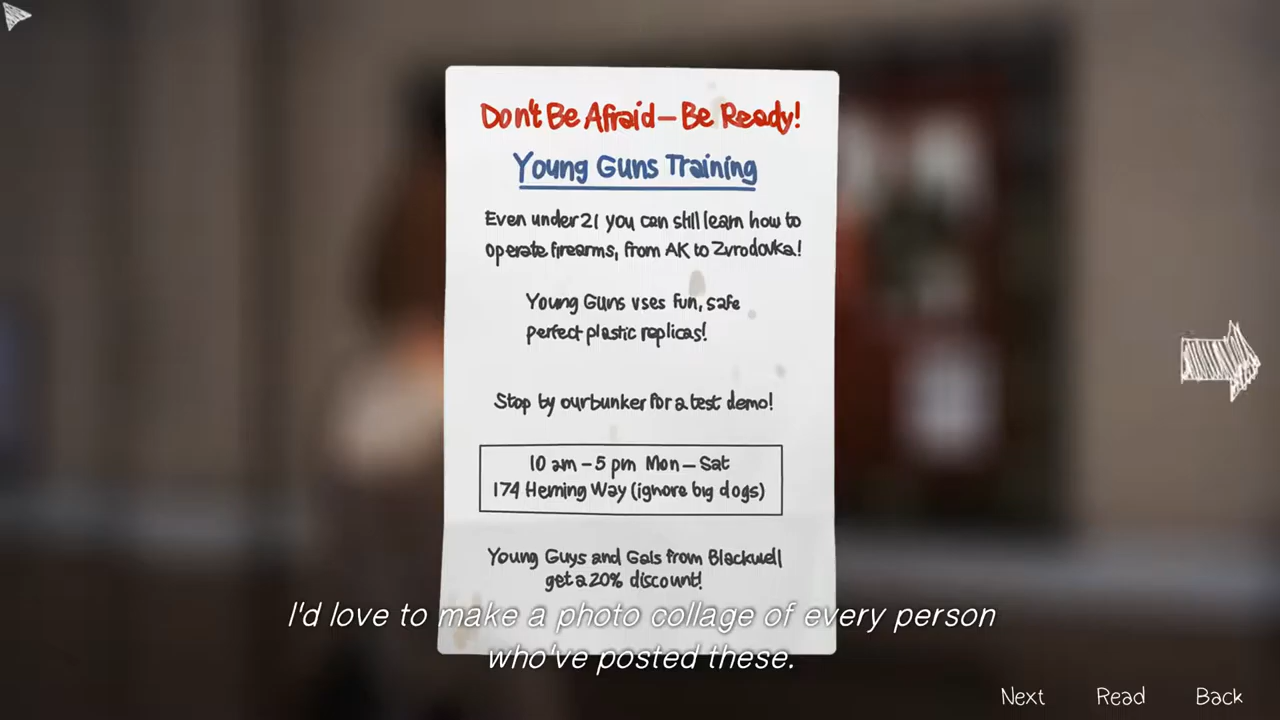 Don't Be Afraid – Be Ready!
Young Guns Training
Even under 21 you can still learn how to
operate firearms, from AK to Zvrodovka!
Young Guns uses fun, safe
perfect plastic replicas!
Stop by our bunker for a test demo!
10 am – 5 pm Mon – Sat
174 Heming Way (ignore big dogs)
Young Guys and Gals from Blackwell
get a 20% discount!
I'd love to make a photo collage of every person
who've posted these.
Next Read Back